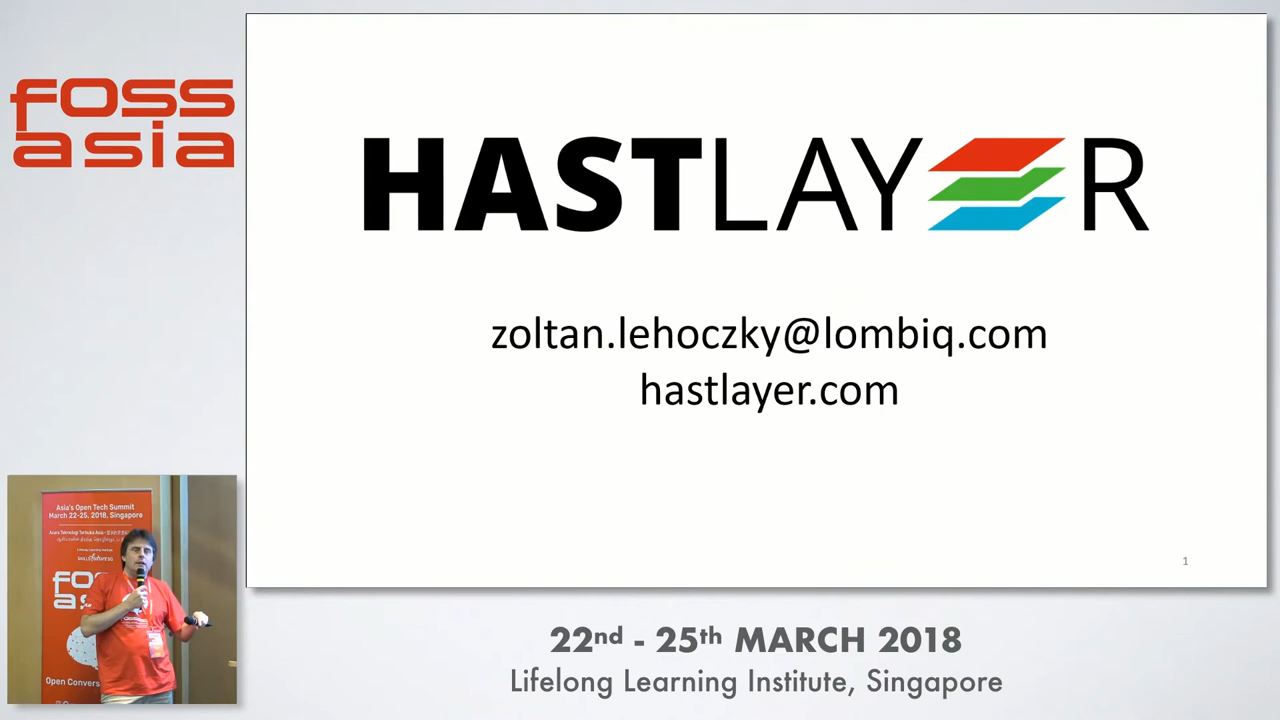 foss
asia
HASTLAYER
zoltan.lehoczky@lombiq.com
hastlayer.com
1
Asia's Open Tech Summit
March 22-25, 2018, Singapore
Open Convers
22nd - 25th MARCH 2018
Lifelong Learning Institute, Singapore